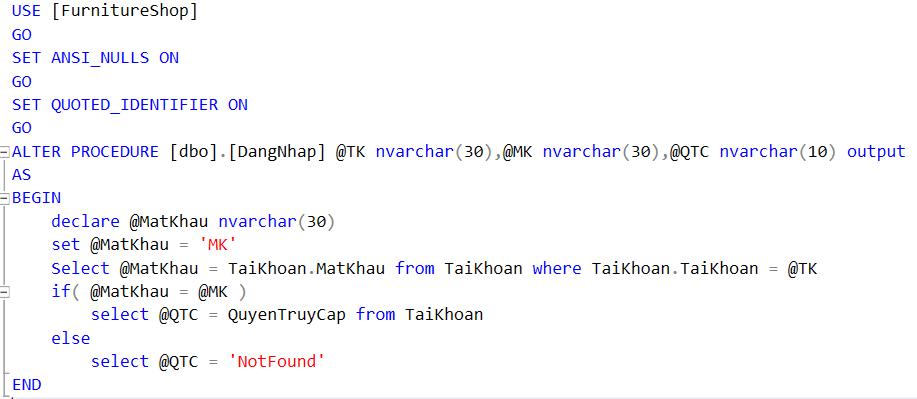 USE [FurnitureShop]
GO
SET ANSI_NULLS ON
GO
SET QUOTED_IDENTIFIER ON
GO
ALTER PROCEDURE [dbo].[DangNhap] @TK nvarchar(30),@MK nvarchar(30),@QTC nvarchar(10) output
AS
BEGIN
    declare @MatKhau nvarchar(30)
    set @MatKhau = 'MK'
    Select @MatKhau = TaiKhoan.MatKhau from TaiKhoan where TaiKhoan.TaiKhoan = @TK
    if( @MatKhau = @MK )
        select @QTC = QuyenTruyCap from TaiKhoan
    else
        select @QTC = 'NotFound'
END